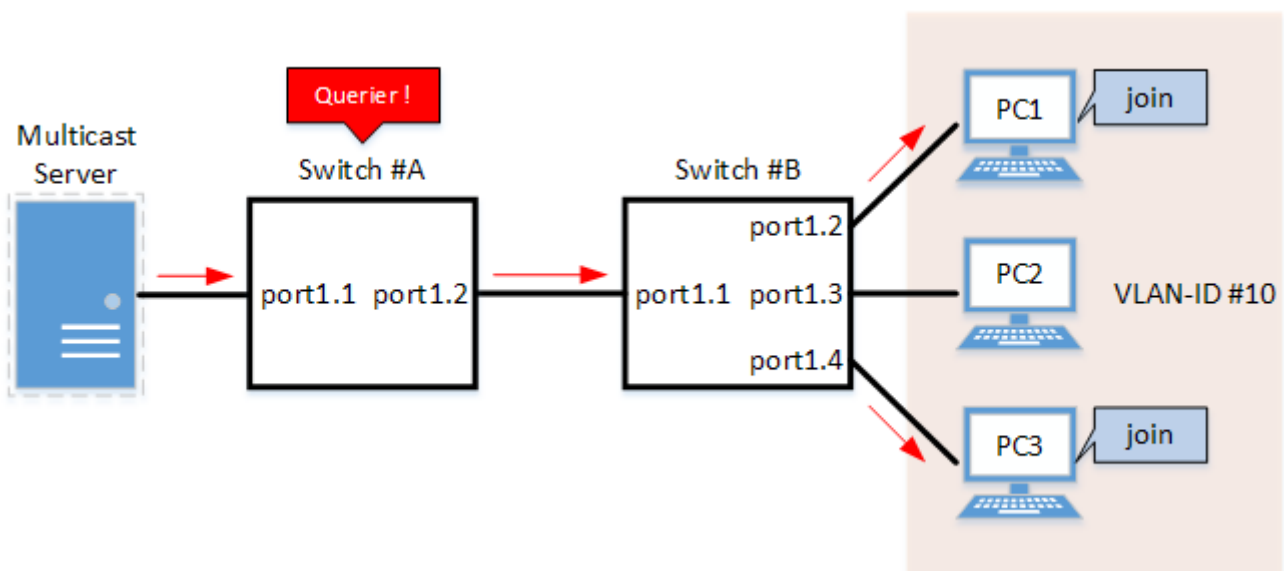 Querier !
Multicast
Server
Switch #A
Switch #B
port1.1 port1.2
port1.1
port1.2
port1.3
port1.4
PC1
join
PC2
VLAN-ID #10
PC3
join